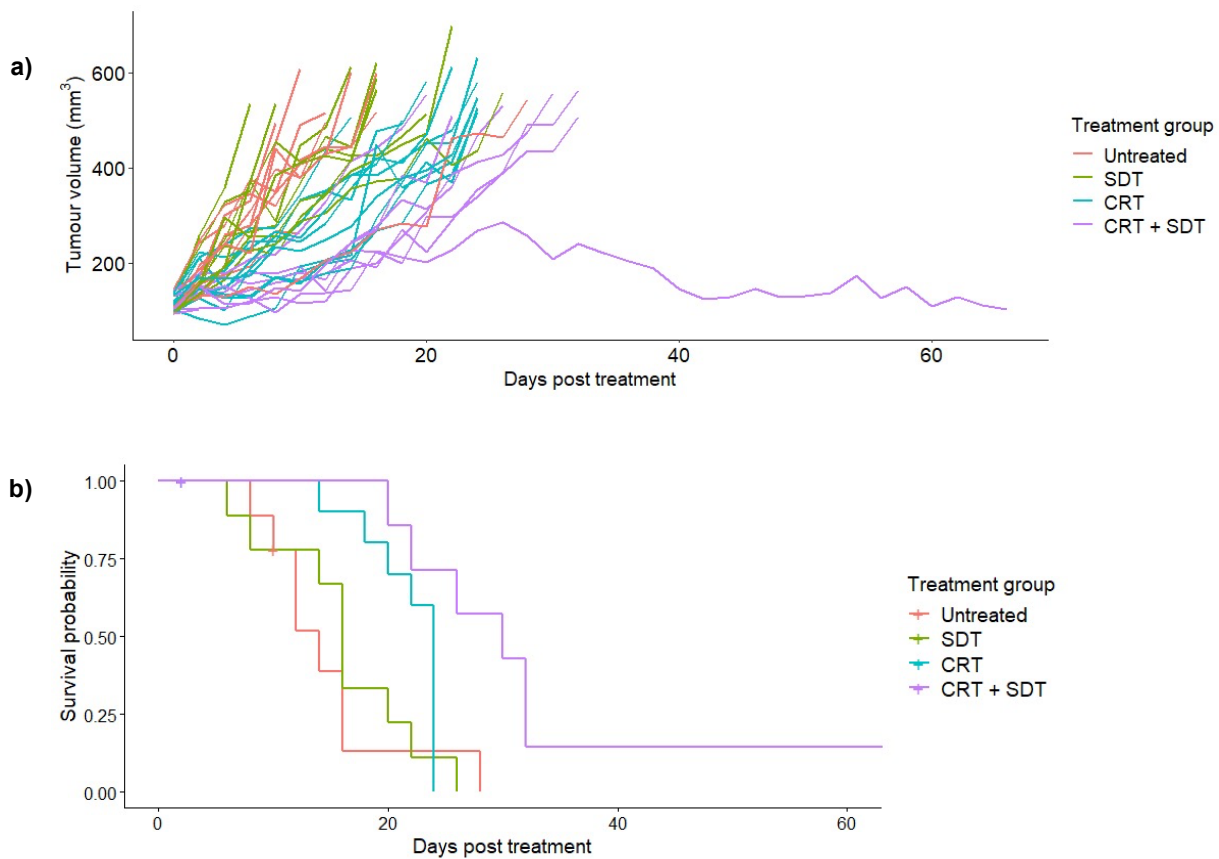 a)
Tumour volume (mm³)
600
400
200
0
20
40
60
Days post treatment
Treatment group
Untreated
SDT
CRT
CRT + SDT
b)
Survival probability
1.00
0.75
0.50
0.25
0.00
0
20
40
60
Days post treatment
Treatment group
Untreated
SDT
CRT
CRT + SDT